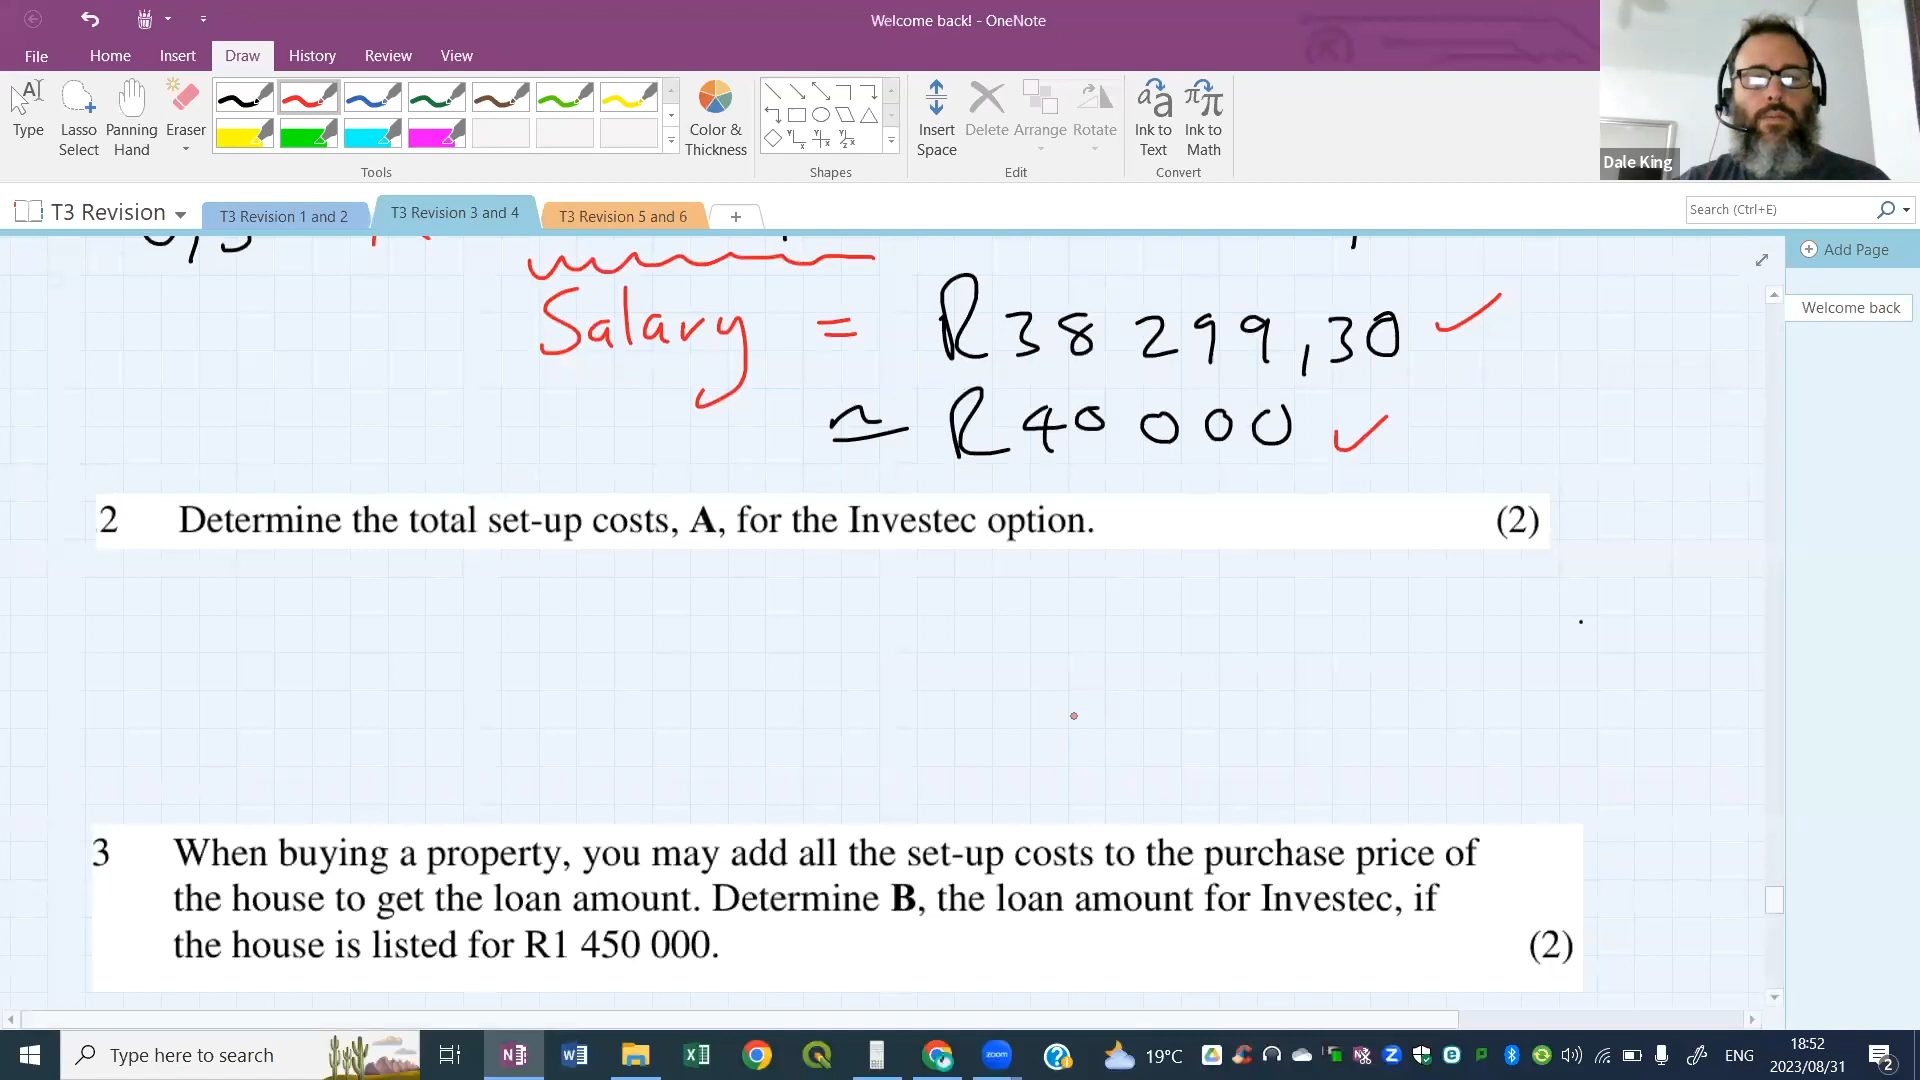 Welcome back! - OneNote
File Home Insert Draw History Review View
Type
Lasso Select
Panning Hand
Eraser
Color & Thickness
Insert Space
Delete
Arrange
Rotate
Ink to Text
Ink to Math
Tools Shapes Edit Convert
Dale King
T3 Revision
T3 Revision 1 and 2
T3 Revision 3 and 4
T3 Revision 5 and 6
Search (Ctrl+E)
Add Page
Welcome back
Salary = R38 299,30
≃ R40 000
.2 Determine the total set-up costs, A, for the Investec option. (2)
3 When buying a property, you may add all the set-up costs to the purchase price of
the house to get the loan amount. Determine B, the loan amount for Investec, if
the house is listed for R1 450 000. (2)
Type here to search
zoom
19°C
ENG
18:52
2023/08/31
2